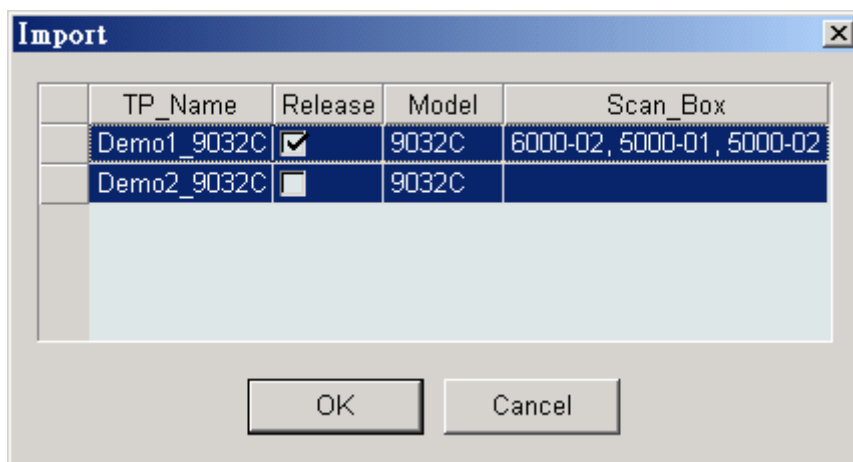 Import
TP_Name Release Model Scan_Box
Demo1_9032C 9032C 6000-02, 5000-01, 5000-02
Demo2_9032C 9032C
OK Cancel